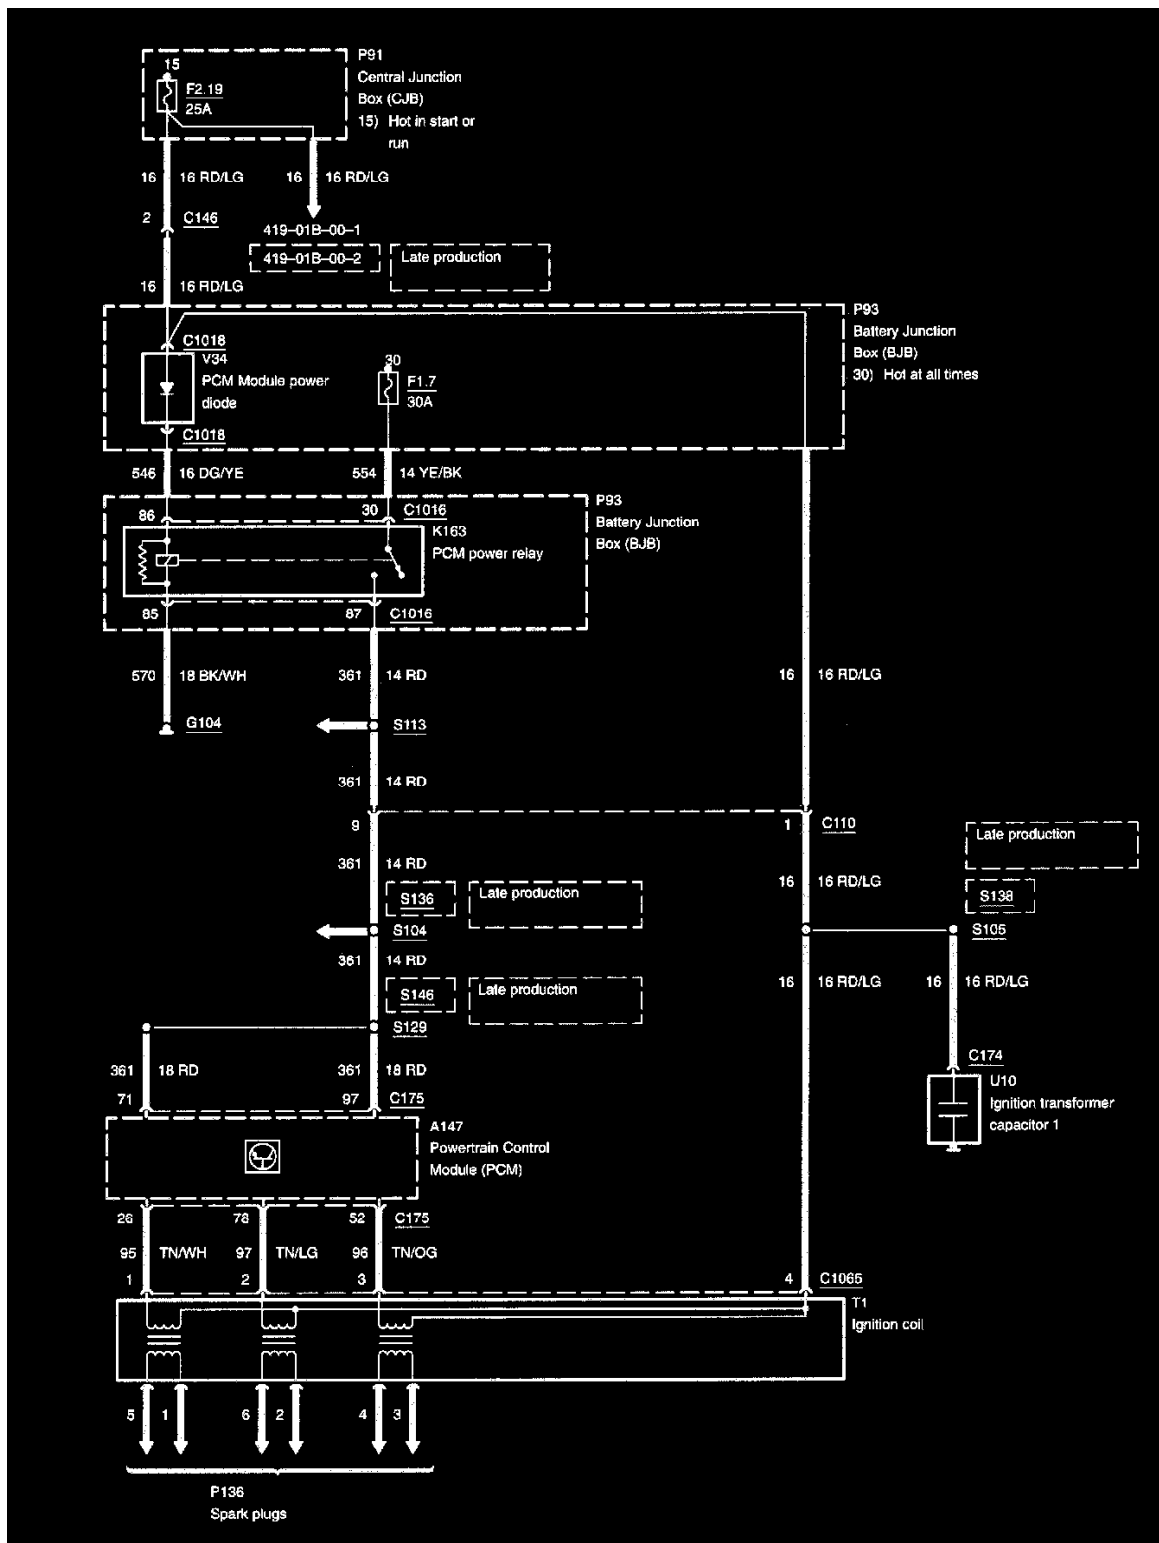 P91
15
Central Junction
F2.19
Box (CJB)
25A
15) Hot in start or
run
16 16 RD/LG 16 16 RD/LG
2 C146
419–01B–00–1
419–01B–00–2 Late production
16 16 RD/LG
P93
Battery Junction
C1018
Box (BJB)
V34
30
30) Hot at all times
PCM Module power
F1.7
diode
30A
C1018
546 16 DG/YE 554 14 YE/BK
P93
86 30 C1016
Battery Junction
K163
Box (BJB)
PCM power relay
85 87 C1016
570 18 BK/WH 361 14 RD 16 16 RD/LG
G104 S113
361 14 RD
9 1 C110
Late production
361 14 RD 16 16 RD/LG
S136 Late production S138
S104 S105
361 14 RD
16 16 RD/LG 16 16 RD/LG
S146 Late production
S129
C174
361 18 RD 361 18 RD
U10
71 97 C175
Ignition transformer
capacitor 1
A147
Powertrain Control
Module (PCM)
26 78 52 C175
95 TN/WH 97 TN/LG 96 TN/OG
1 2 3 4 C1065
T1
Ignition coil
5 1 6 2 4 3
P136
Spark plugs